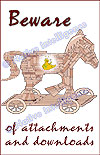 Beware
of attachments
and downloads